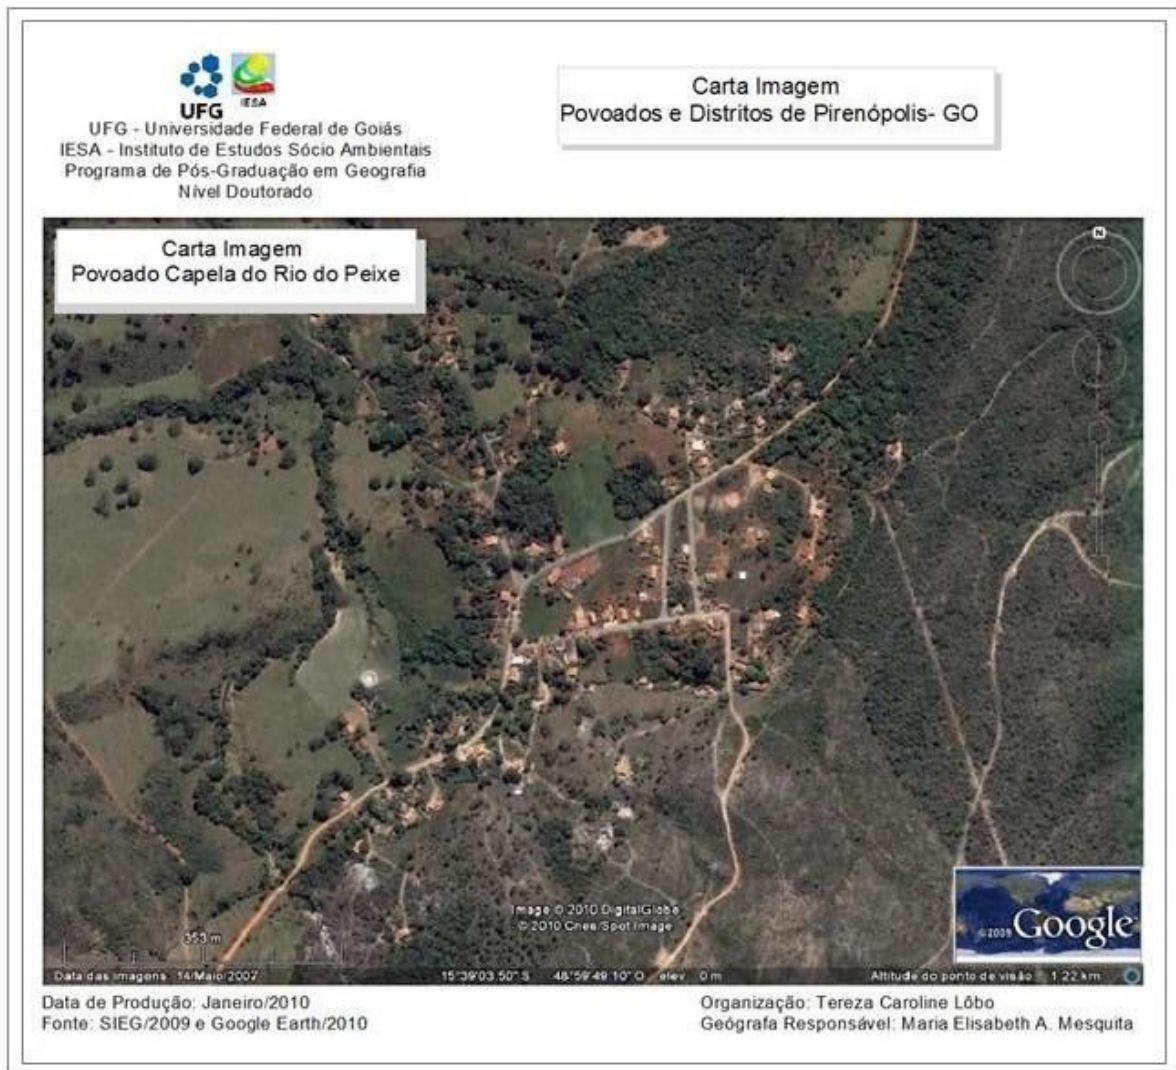 UFG
IESA
UFG - Universidade Federal de Goiás
IESA - Instituto de Estudos Sócio Ambientais
Programa de Pós-Graduação em Geografia
Nível Doutorado
Carta Imagem
Povoados e Distritos de Pirenópolis- GO
Carta Imagem
Povoado Capela do Rio do Peixe
N
Image © 2010 DigitalGlobe
© 2010 Cnes/Spot Image
©2009 Google
353 m
Data das imagens 14/Maio/2007
15°39'03.50" S 48°59'49.10" O elev 0 m
Altitude do ponto de visão 1.22 km
Data de Produção: Janeiro/2010
Fonte: SIEG/2009 e Google Earth/2010
Organização: Tereza Caroline Lôbo
Geógrafa Responsável: Maria Elisabeth A. Mesquita